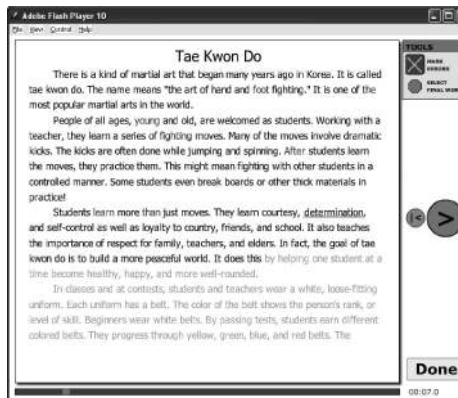 Adobe Flash Player 10
File View Control Help
Tae Kwon Do
There is a kind of martial art that began many years ago in Korea. It is called
tae kwon do. The name means "the art of hand and foot fighting." It is one of the
most popular martial arts in the world.
People of all ages, young and old, are welcomed as students. Working with a
teacher, they learn a series of fighting moves. Many of the moves involve dramatic
kicks. The kicks are often done while jumping and spinning. After students learn
the moves, they practice them. This might mean fighting with other students in a
controlled manner. Some students even break boards or other thick materials in
practice!
Students learn more than just moves. They learn courtesy, determination,
and self-control as well as loyalty to country, friends, and school. It also teaches
the importance of respect for family, teachers, and elders. In fact, the goal of tae
kwon do is to build a more peaceful world. It does this by helping one student at a
time become healthy, happy, and more well-rounded.
In classes and at contests, students and teachers wear a white, loose-fitting
uniform. Each uniform has a belt. The color of the belt shows the person's rank, or
level of skill. Beginners wear white belts. By passing tests, students earn different
colored belts. They progress through yellow, green, blue, and red belts. The
TOOLS
MARK
ERRORS
SELECT
FINAL WORD
Done
00:07.0